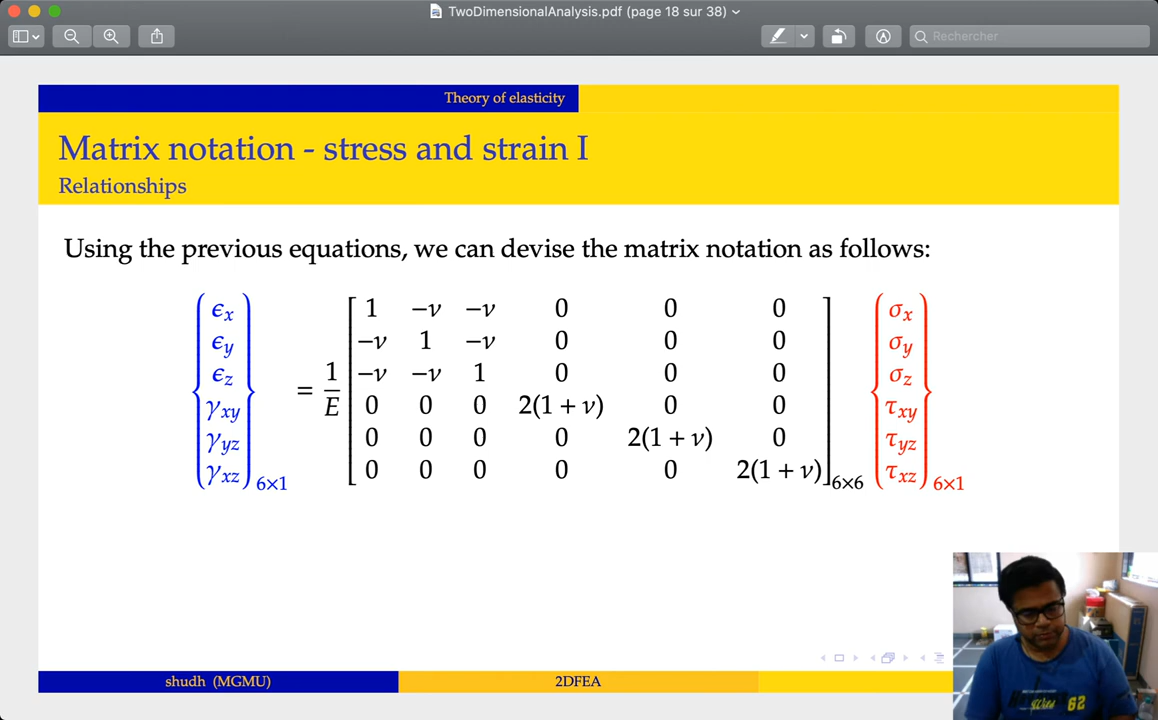 TwoDimensionalAnalysis.pdf (page 18 sur 38)
Rechercher
Theory of elasticity
Matrix notation - stress and strain I
Relationships
Using the previous equations, we can devise the matrix notation as follows:
ϵx 1 −ν −ν 0 0 0 σx
ϵy −ν 1 −ν 0 0 0 σy
ϵz = 1/E −ν −ν 1 0 0 0 σz
γxy 0 0 0 2(1 + ν) 0 0 τxy
γyz 0 0 0 0 2(1 + ν) 0 τyz
γxz 6×1 0 0 0 0 0 2(1 + ν) 6×6 τxz 6×1
shudh (MGMU)
2DFEA
62